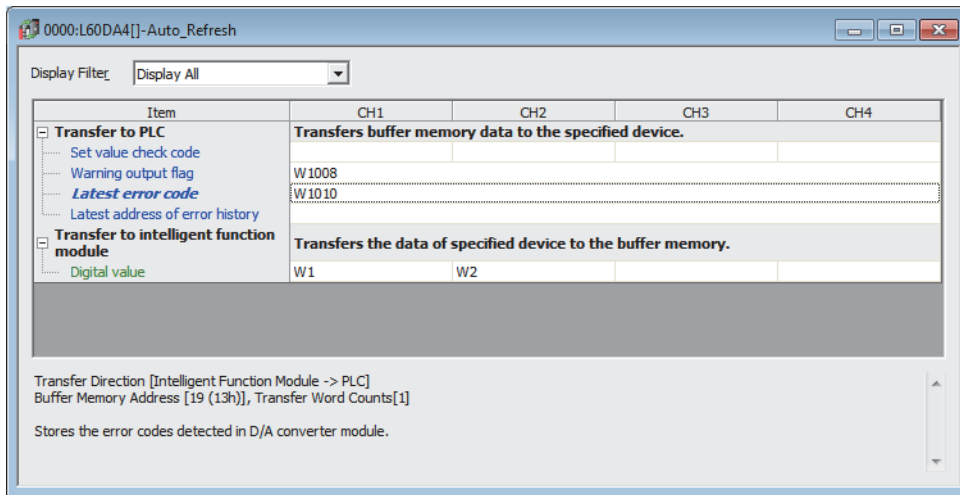 0000:L60DA4[]-Auto_Refresh
Display Filter Display All
Item CH1 CH2 CH3 CH4
Transfer to PLC Transfers buffer memory data to the specified device.
Set value check code
Warning output flag W1008
Latest error code W1010
Latest address of error history
Transfer to intelligent function module Transfers the data of specified device to the buffer memory.
Digital value W1 W2
Transfer Direction [Intelligent Function Module -> PLC]
Buffer Memory Address [19 (13h)], Transfer Word Counts[1]
Stores the error codes detected in D/A converter module.